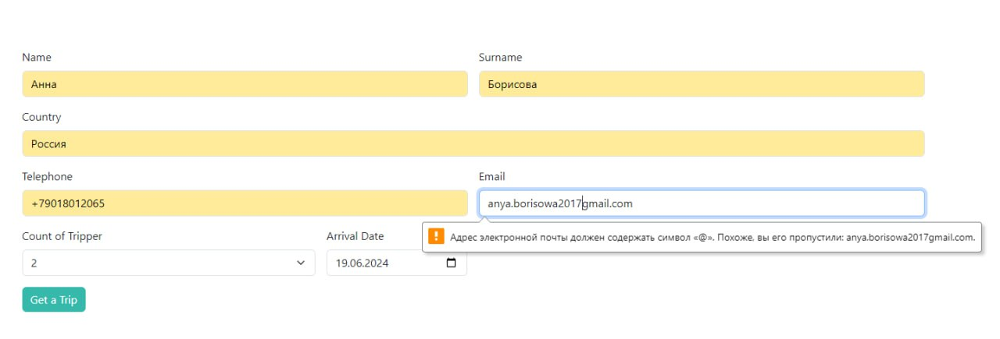 Name
Surname
Анна
Борисова
Country
Россия
Telephone
Email
+79018012065
anya.borisowa2017gmail.com
Count of Tripper
Arrival Date
! Адрес электронной почты должен содержать символ «@». Похоже, вы его пропустили: anya.borisowa2017gmail.com.
2
19.06.2024
Get a Trip